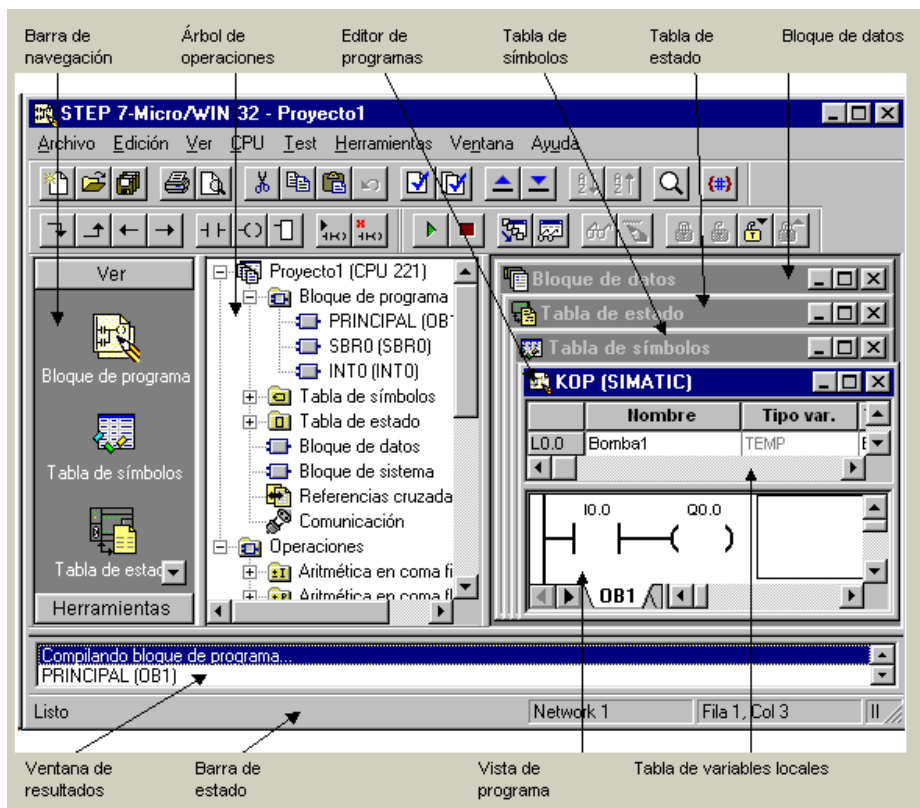 Barra de navegación
Árbol de operaciones
Editor de programas
Tabla de símbolos
Tabla de estado
Bloque de datos
STEP 7-Micro/WIN 32 - Proyecto1
Archivo Edición Ver CPU Test Herramientas Ventana Ayuda
Ver
Bloque de programa
Tabla de símbolos
Tabla de estad
Herramientas
Proyecto1 (CPU 221)
Bloque de programa
PRINCIPAL (OB
SBR0 (SBR0)
INT0 (INT0)
Tabla de símbolos
Tabla de estado
Bloque de datos
Bloque de sistema
Referencias cruzada
Comunicación
Operaciones
Aritmética en coma fi
Aritmética en coma fl
Bloque de datos
Tabla de estado
Tabla de símbolos
KOP (SIMATIC)
Nombre Tipo var.
L0.0 Bomba1 TEMP
I0.0 Q0.0
OB1
Compilando bloque de programa...
PRINCIPAL (OB1)
Listo Network 1 Fila 1, Col 3
Ventana de resultados
Barra de estado
Vista de programa
Tabla de variables locales